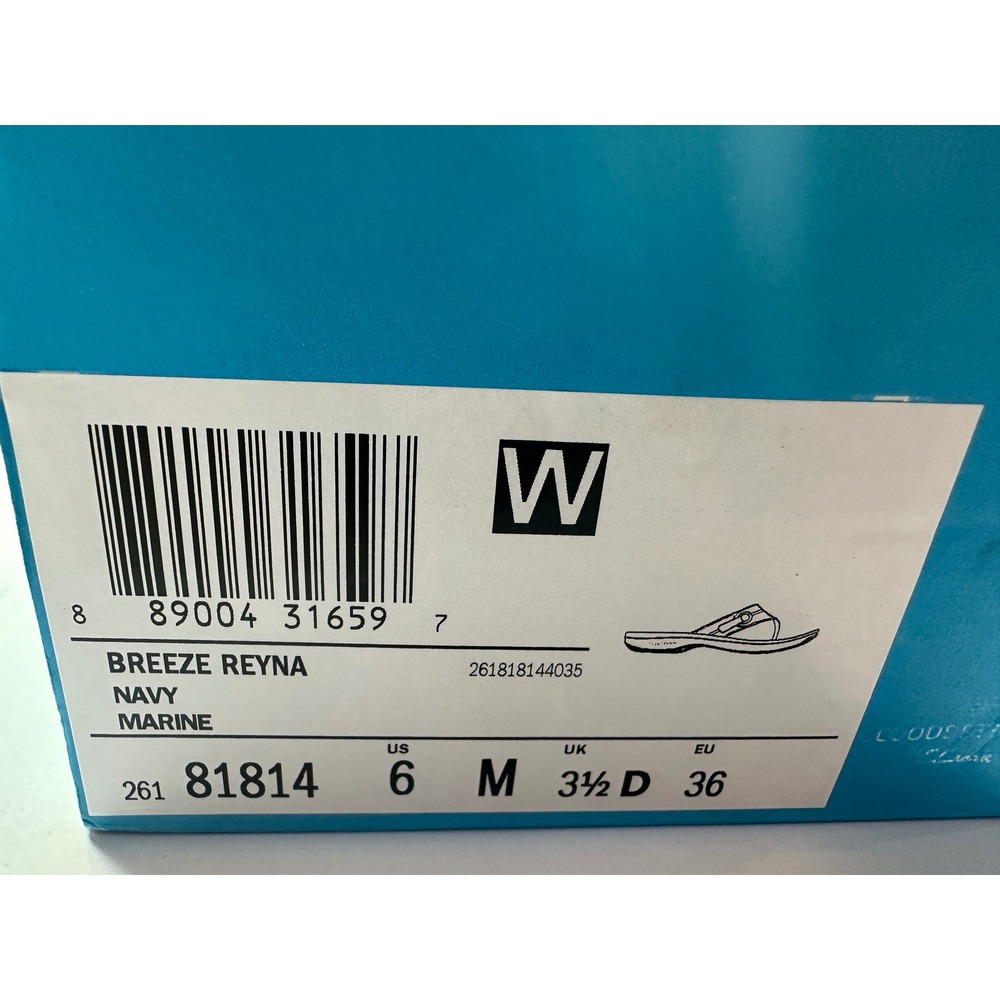 W
8 89004 31659 7
BREEZE REYNA
261818144035
NAVY
MARINE
US UK EU
261 81814 6 M 3½ D 36